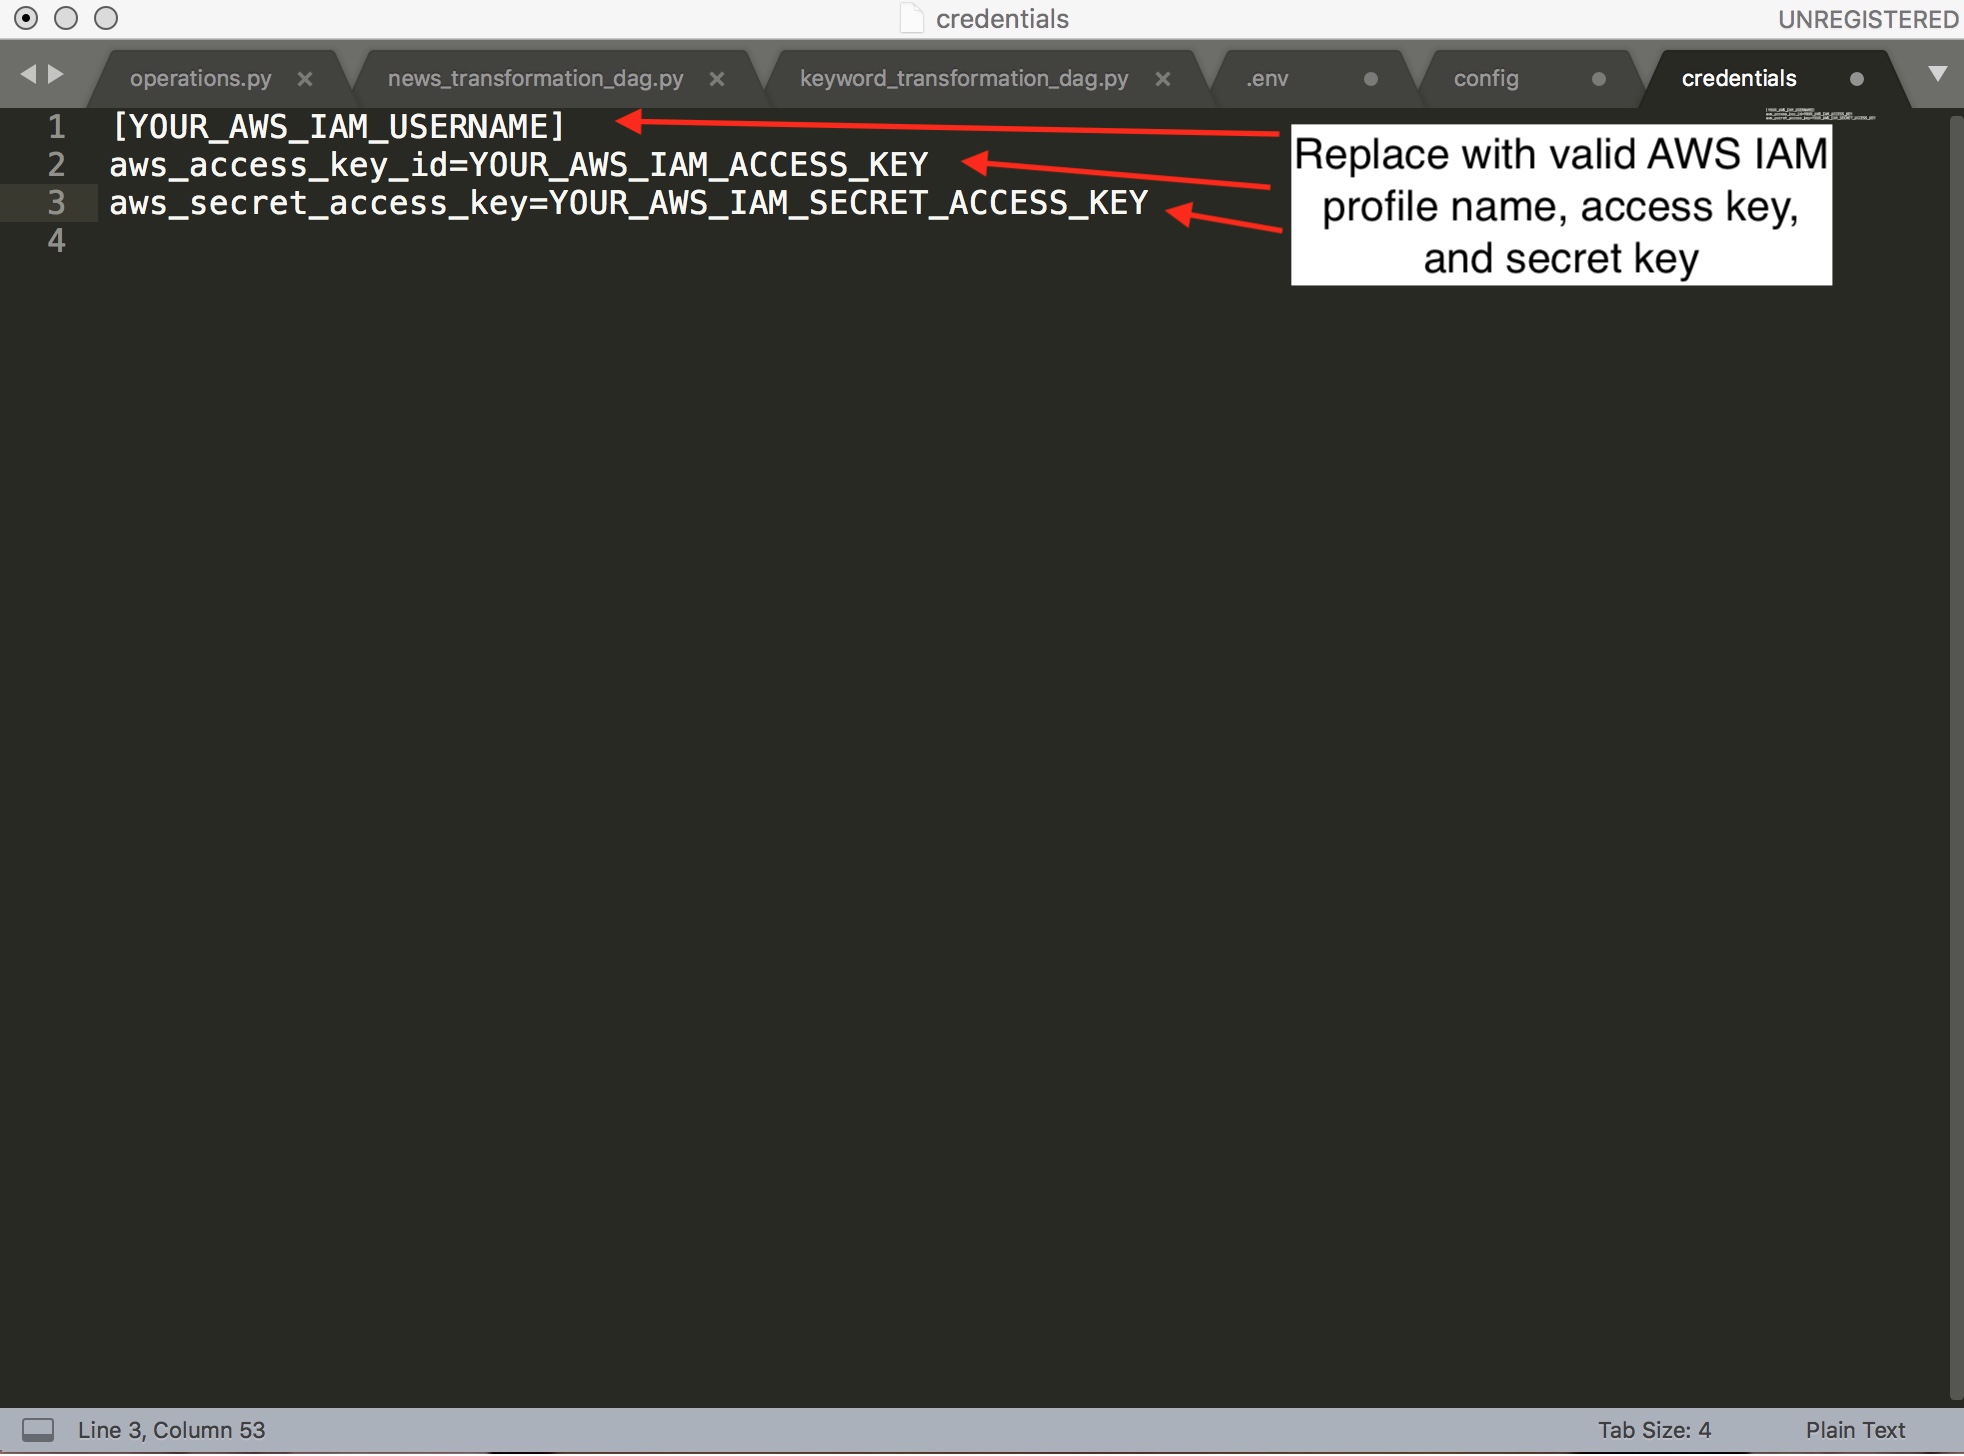 credentials
UNREGISTERED
operations.py
news_transformation_dag.py
keyword_transformation_dag.py
.env
config
credentials
1 [YOUR_AWS_IAM_USERNAME]
2 aws_access_key_id=YOUR_AWS_IAM_ACCESS_KEY
3 aws_secret_access_key=YOUR_AWS_IAM_SECRET_ACCESS_KEY
4
Replace with valid AWS IAM
profile name, access key,
and secret key
Line 3, Column 53
Tab Size: 4
Plain Text